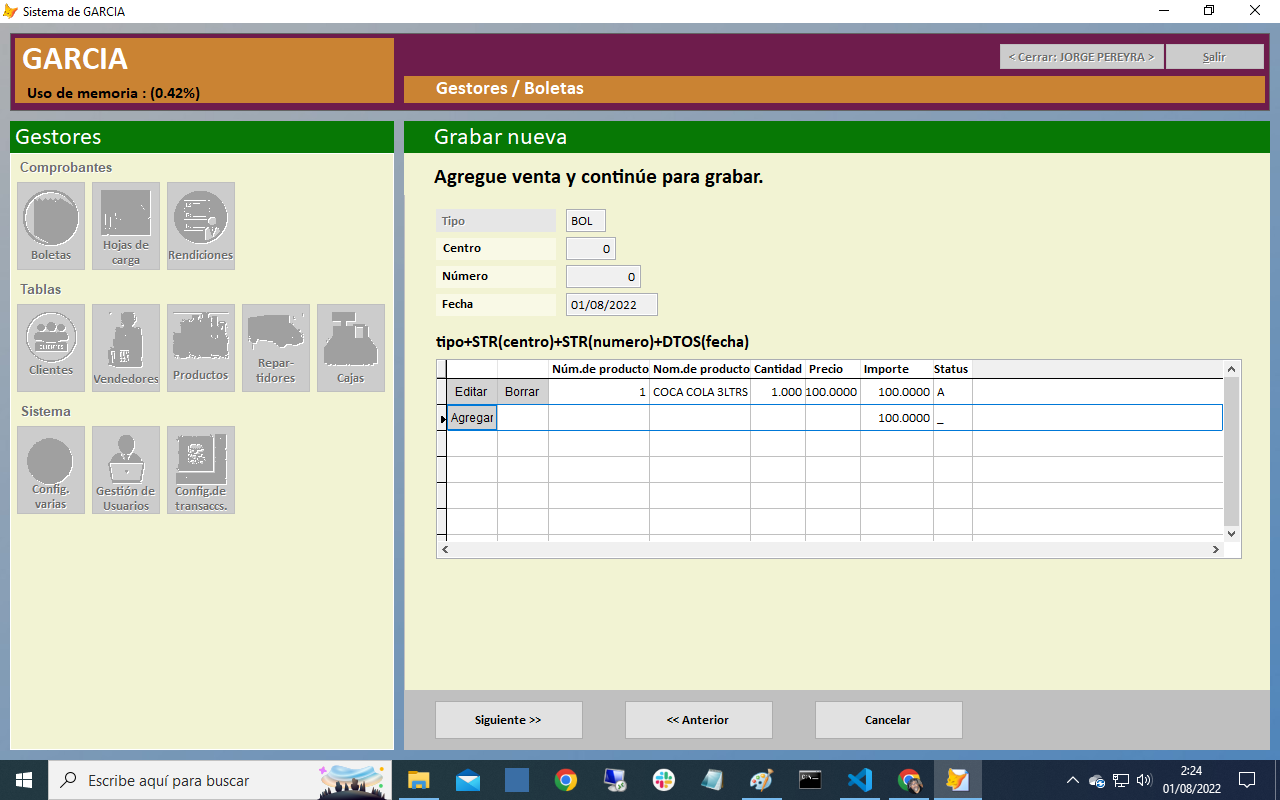 Sistema de GARCIA
GARCIA
Uso de memoria : (0.42%)
< Cerrar: JORGE PEREYRA >
Salir
Gestores / Boletas
Gestores
Comprobantes
Boletas
Hojas de
carga
Rendiciones
Tablas
CLIENTES
Clientes
Vendedores
Productos
Repar-
tidores
Cajas
Sistema
Config.
varias
Gestión de
Usuarios
Config.de
transaccs.
Grabar nueva
Agregue venta y continúe para grabar.
Tipo BOL
Centro 0
Número 0
Fecha 01/08/2022
tipo+STR(centro)+STR(numero)+DTOS(fecha)
Núm.de producto Nom.de producto Cantidad Precio Importe Status
Editar Borrar 1 COCA COLA 3LTRS 1.000 100.0000 100.0000 A
Agregar 100.0000 _
Siguiente >>
<< Anterior
Cancelar
Escribe aquí para buscar
2:24
01/08/2022